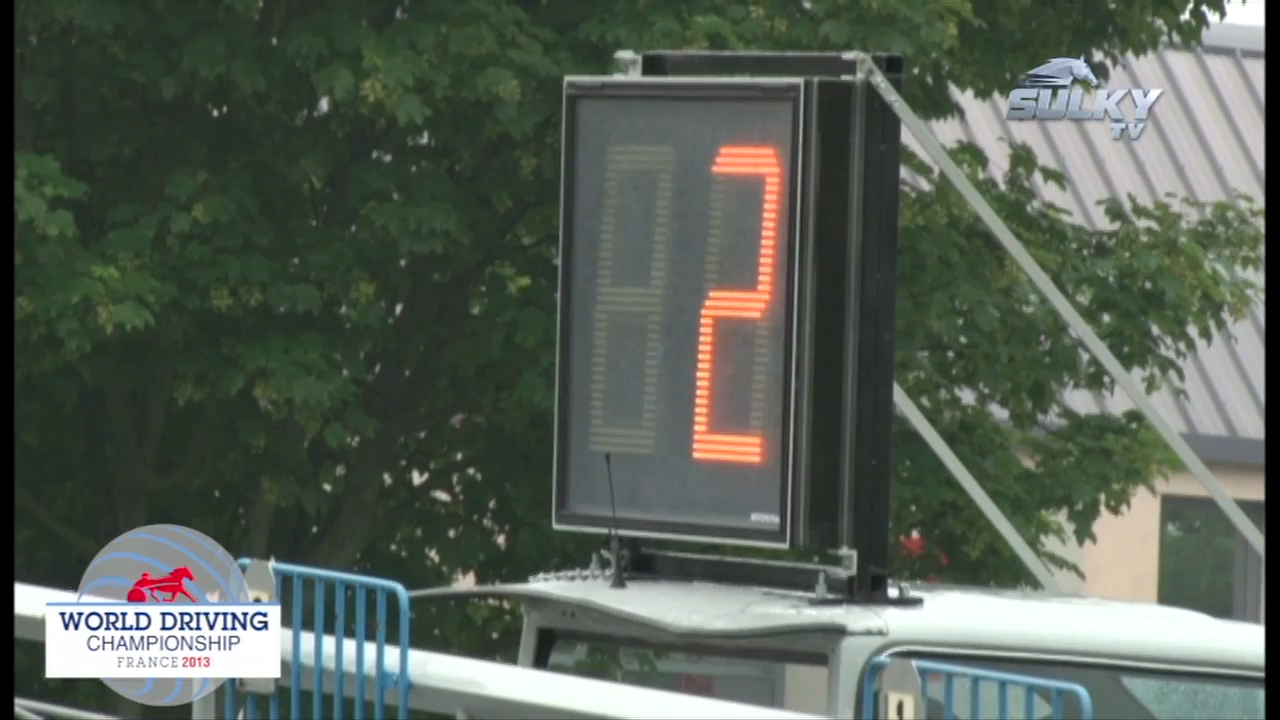 SULKY
TV
2
WORLD DRIVING
CHAMPIONSHIP
FRANCE 2013